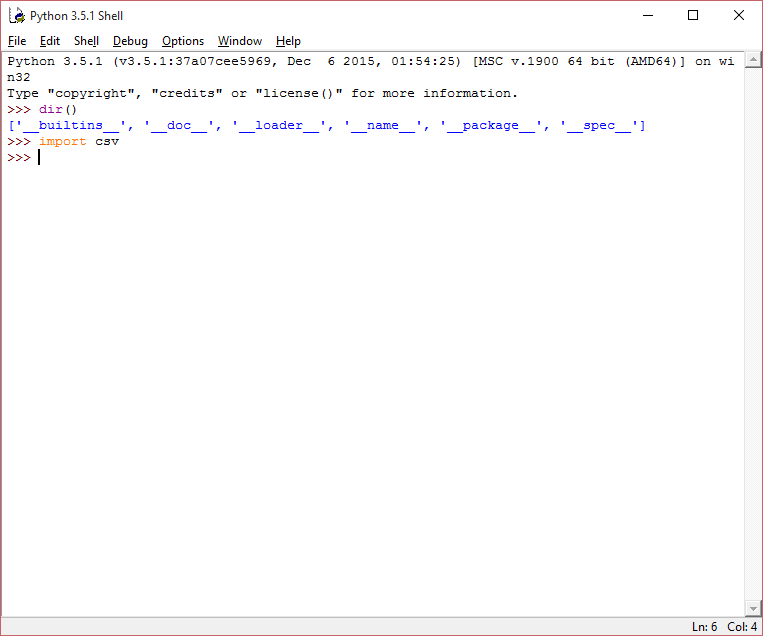 Python 3.5.1 Shell
File Edit Shell Debug Options Window Help
Python 3.5.1 (v3.5.1:37a07cee5969, Dec  6 2015, 01:54:25) [MSC v.1900 64 bit (AMD64)] on wi
n32
Type "copyright", "credits" or "license()" for more information.
>>> dir()
['__builtins__', '__doc__', '__loader__', '__name__', '__package__', '__spec__']
>>> import csv
>>>
Ln: 6 Col: 4